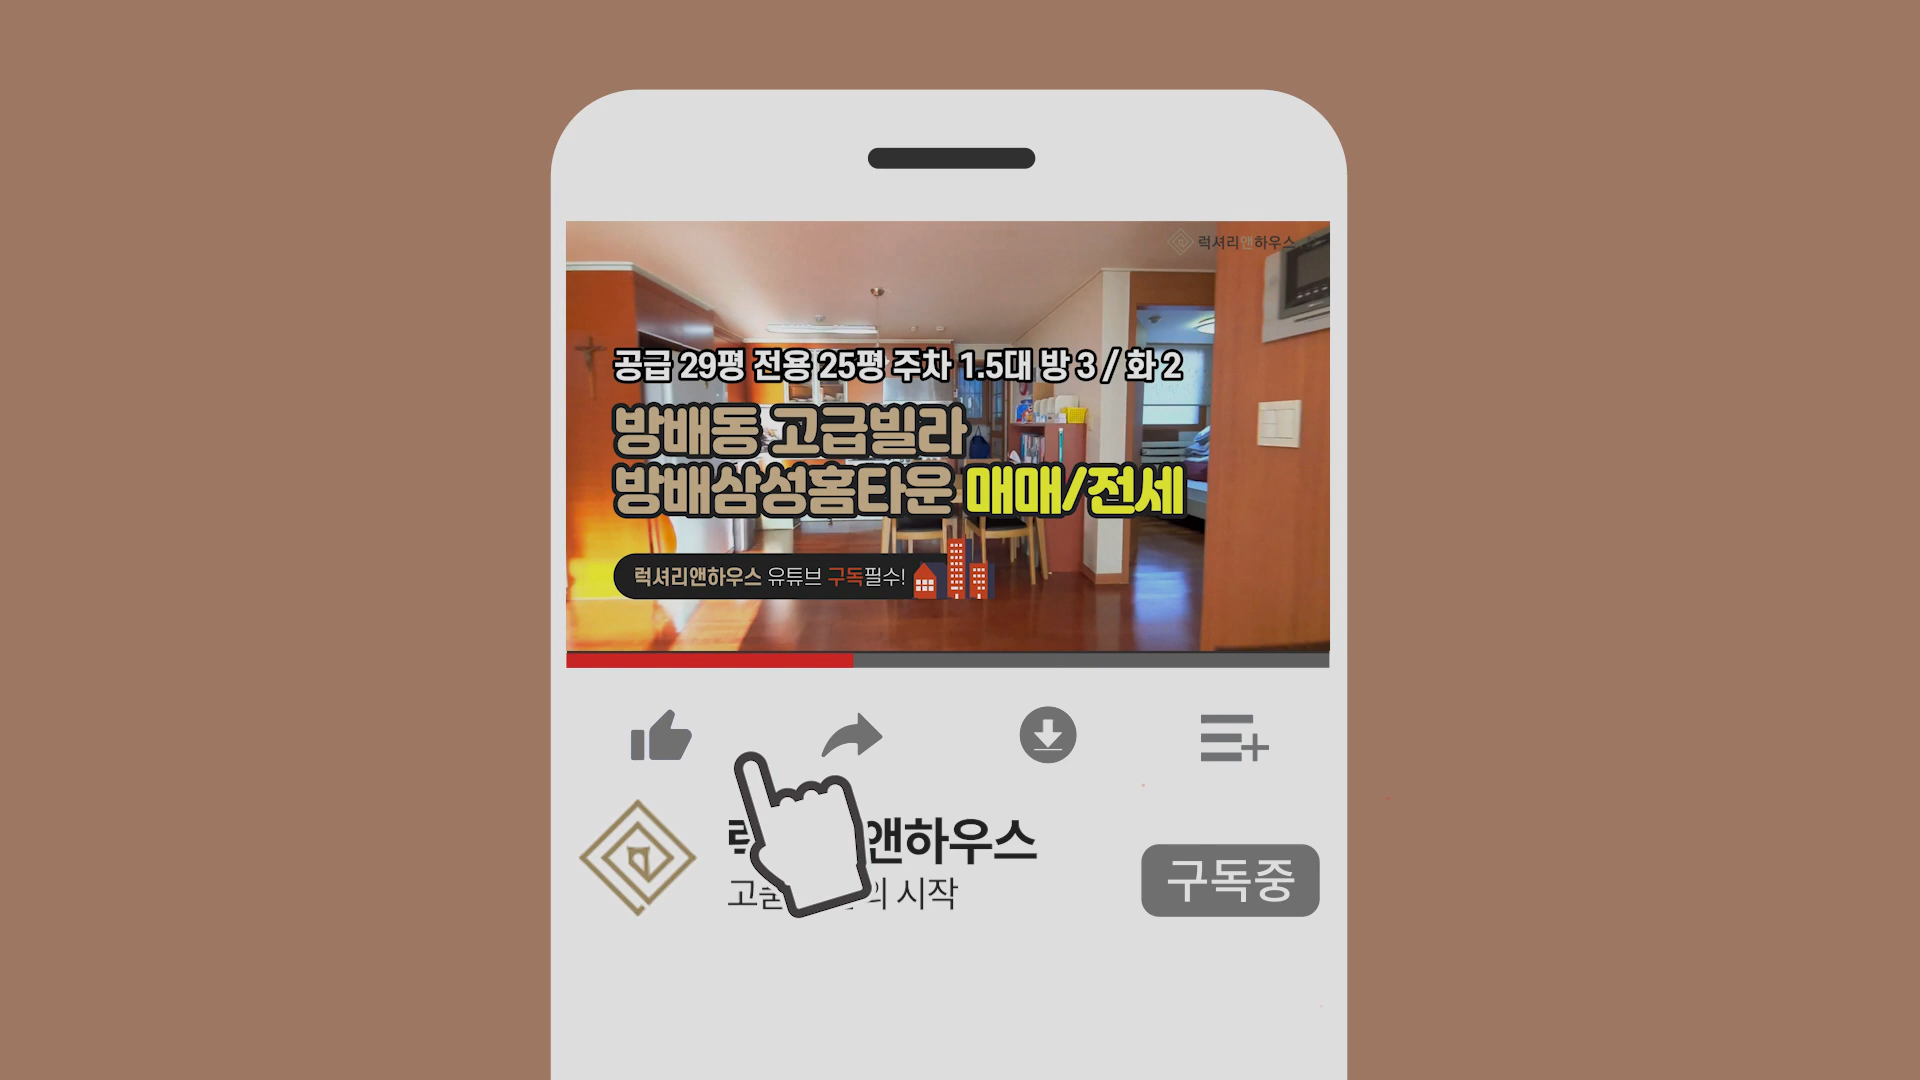 럭셔리앤하우스
공급 29평 전용 25평 주차 1.5대 방 3 / 화 2
방배동 고급빌라
방배삼성홈타운 매매/전세
럭셔리앤하우스 유튜브 구독필수!
앤하우스
시작
구독중